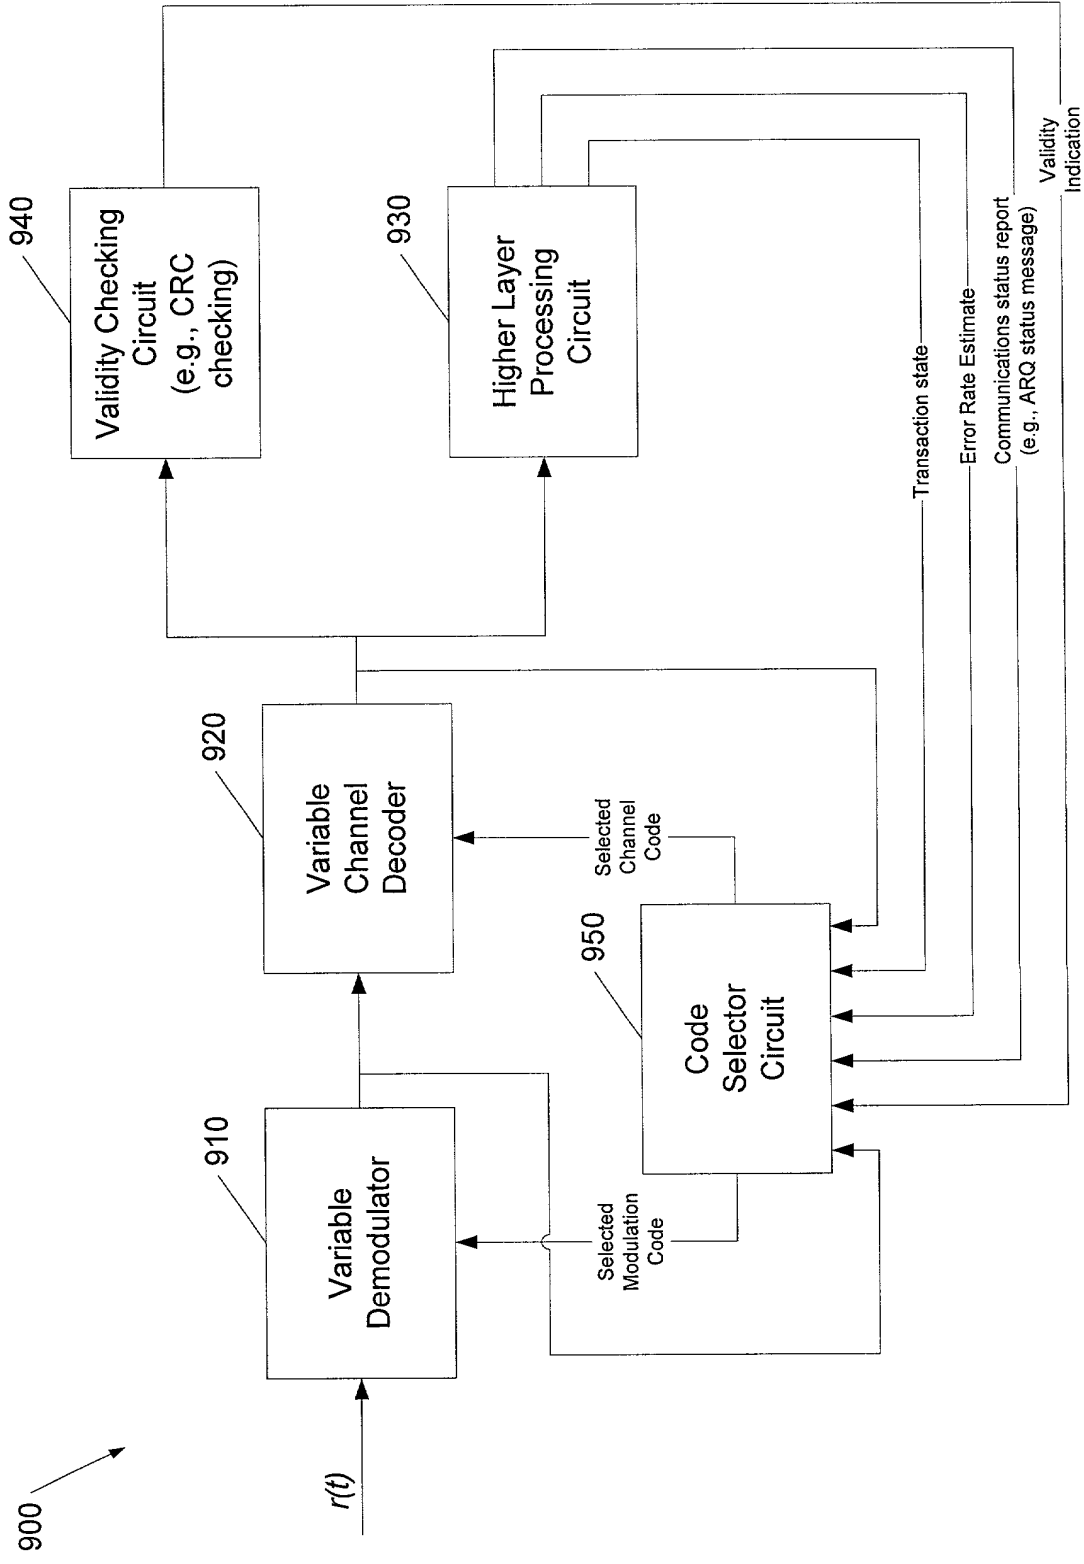 900
r(t)
910
Variable
Demodulator
920
Variable
Channel
Decoder
940
Validity Checking
Circuit
(e.g., CRC
checking)
930
Higher Layer
Processing
Circuit
950
Code
Selector
Circuit
Selected
Modulation
Code
Selected
Channel
Code
Transaction state
Error Rate Estimate
Communications status report
(e.g., ARQ status message)
Validity
Indication